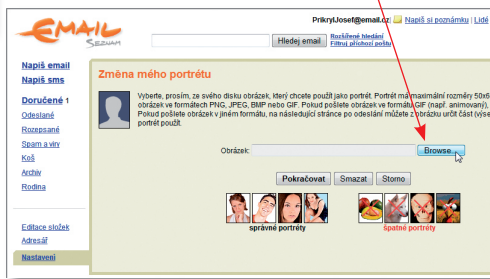 PrikrylJosef@email.cz | Napiš si poznámku | Lidé
EMAIL
SEZNAM
Hledej email
Rozšířené hledání
Filtruj příchozí poštu
Napiš email
Napiš sms
Doručené 1
Odeslané
Rozepsané
Spam a viry
Koš
Archiv
Rodina
Editace složek
Adresář
Nastavení
Změna mého portrétu
Vyberte, prosím, ze svého disku obrázek, který chcete použít jako portrét. Portrét má maximální rozměry 50x6
obrázek ve formátech PNG, JPEG, BMP nebo GIF. Pokud pošlete obrázek ve formátu GIF (např. animovaný),
Pokud pošlete obrázek v jiném formátu, na následující stránce po odeslání můžete z obrázku určit část (výse
portrét použít.
Obrázek:
Browse...
Pokračovat Smazat Storno
správné portréty
špatné portréty